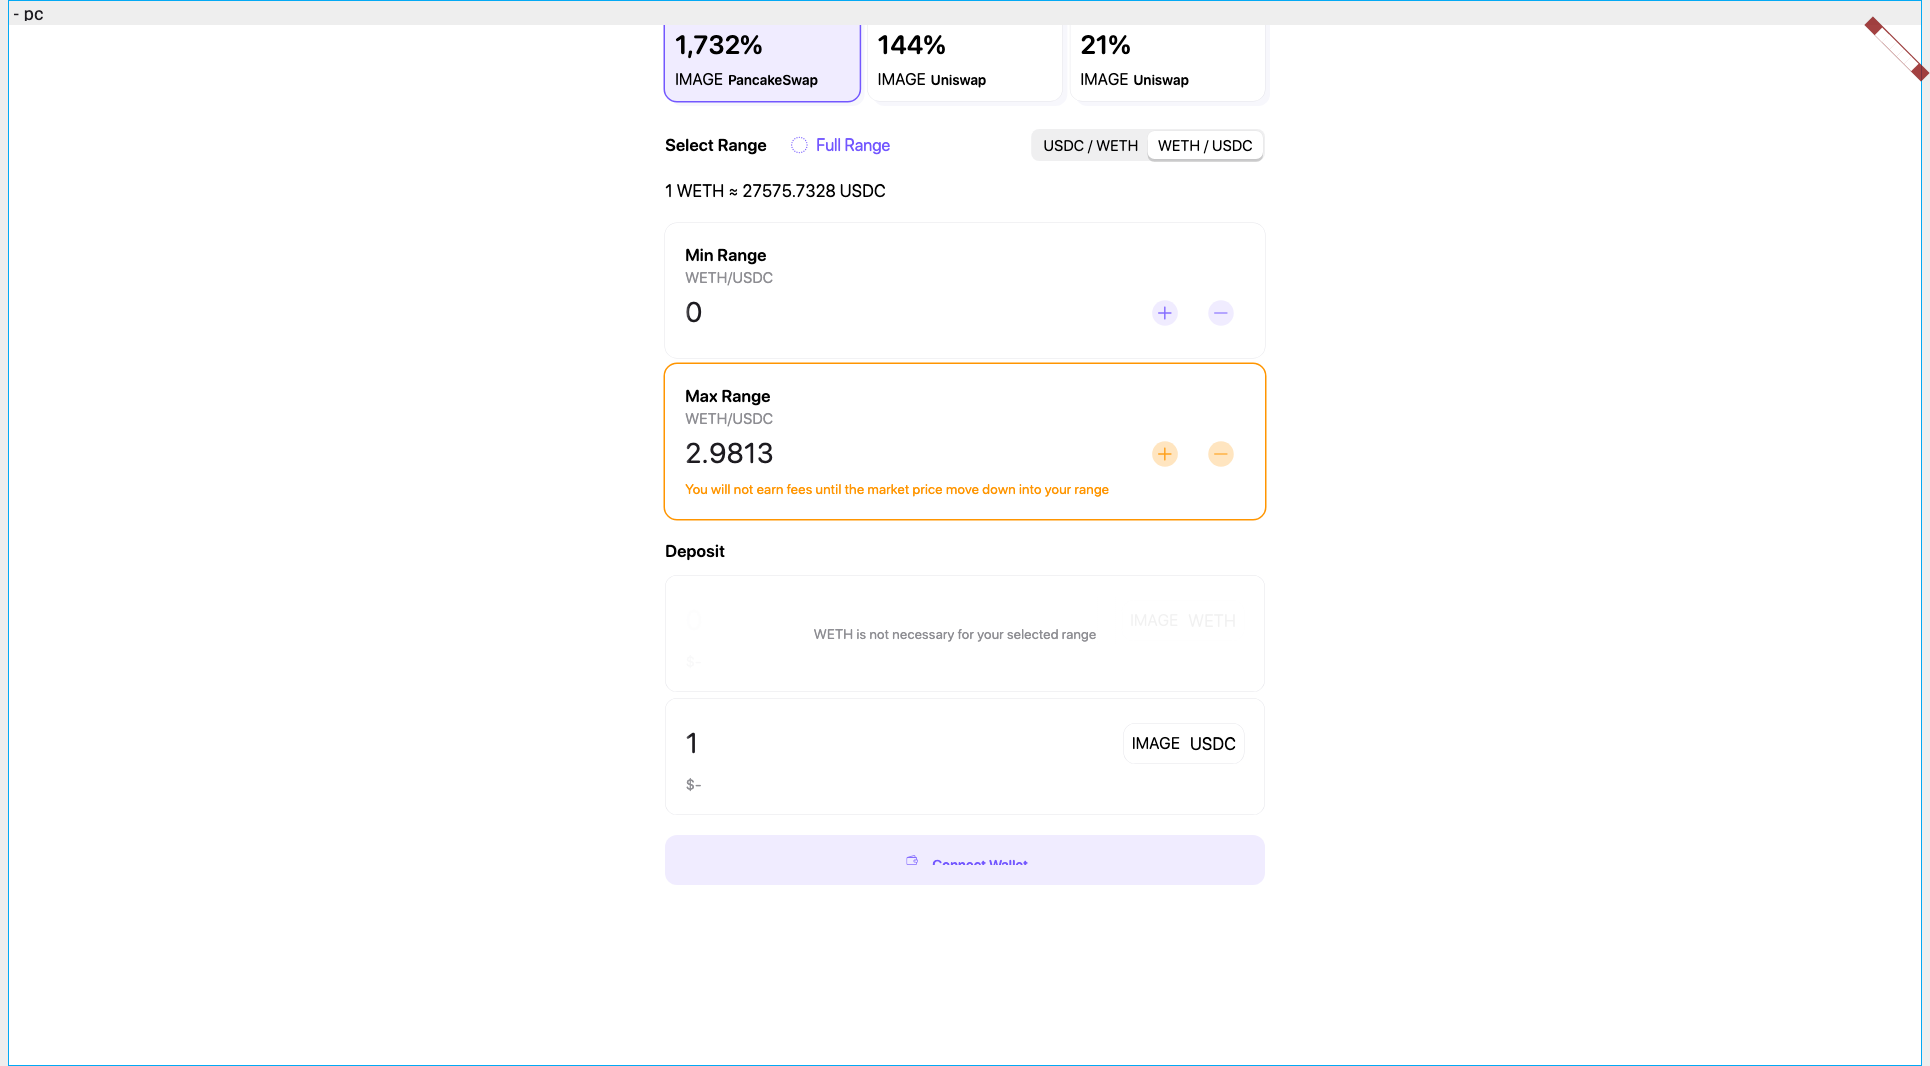 - pc
1,732% 144% 21%
IMAGE PancakeSwap IMAGE Uniswap IMAGE Uniswap
Select Range Full Range USDC / WETH WETH / USDC
1 WETH ≈ 27575.7328 USDC
Min Range
WETH/USDC
0
Max Range
WETH/USDC
2.9813
You will not earn fees until the market price move down into your range
Deposit
0 IMAGE WETH
WETH is not necessary for your selected range
$-
1 IMAGE USDC
$-
Connect Wallet